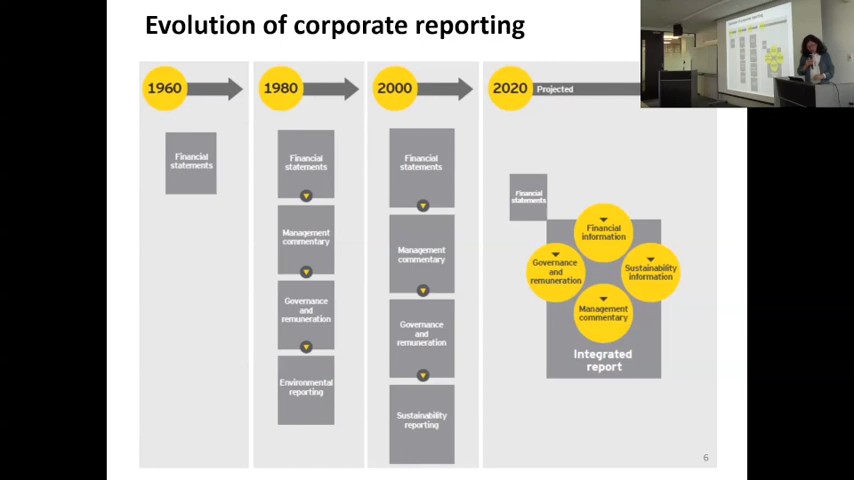 Evolution of corporate reporting
1960
Financial
statements
1980
Financial
statements
Management
commentary
Governance
and
remuneration
Environmental
reporting
2000
Financial
statements
Management
commentary
Governance
and
remuneration
Sustainability
reporting
2020
Projected
Financial
statements
Financial
information
Governance
and
remuneration
Sustainability
information
Management
commentary
Integrated
report
6